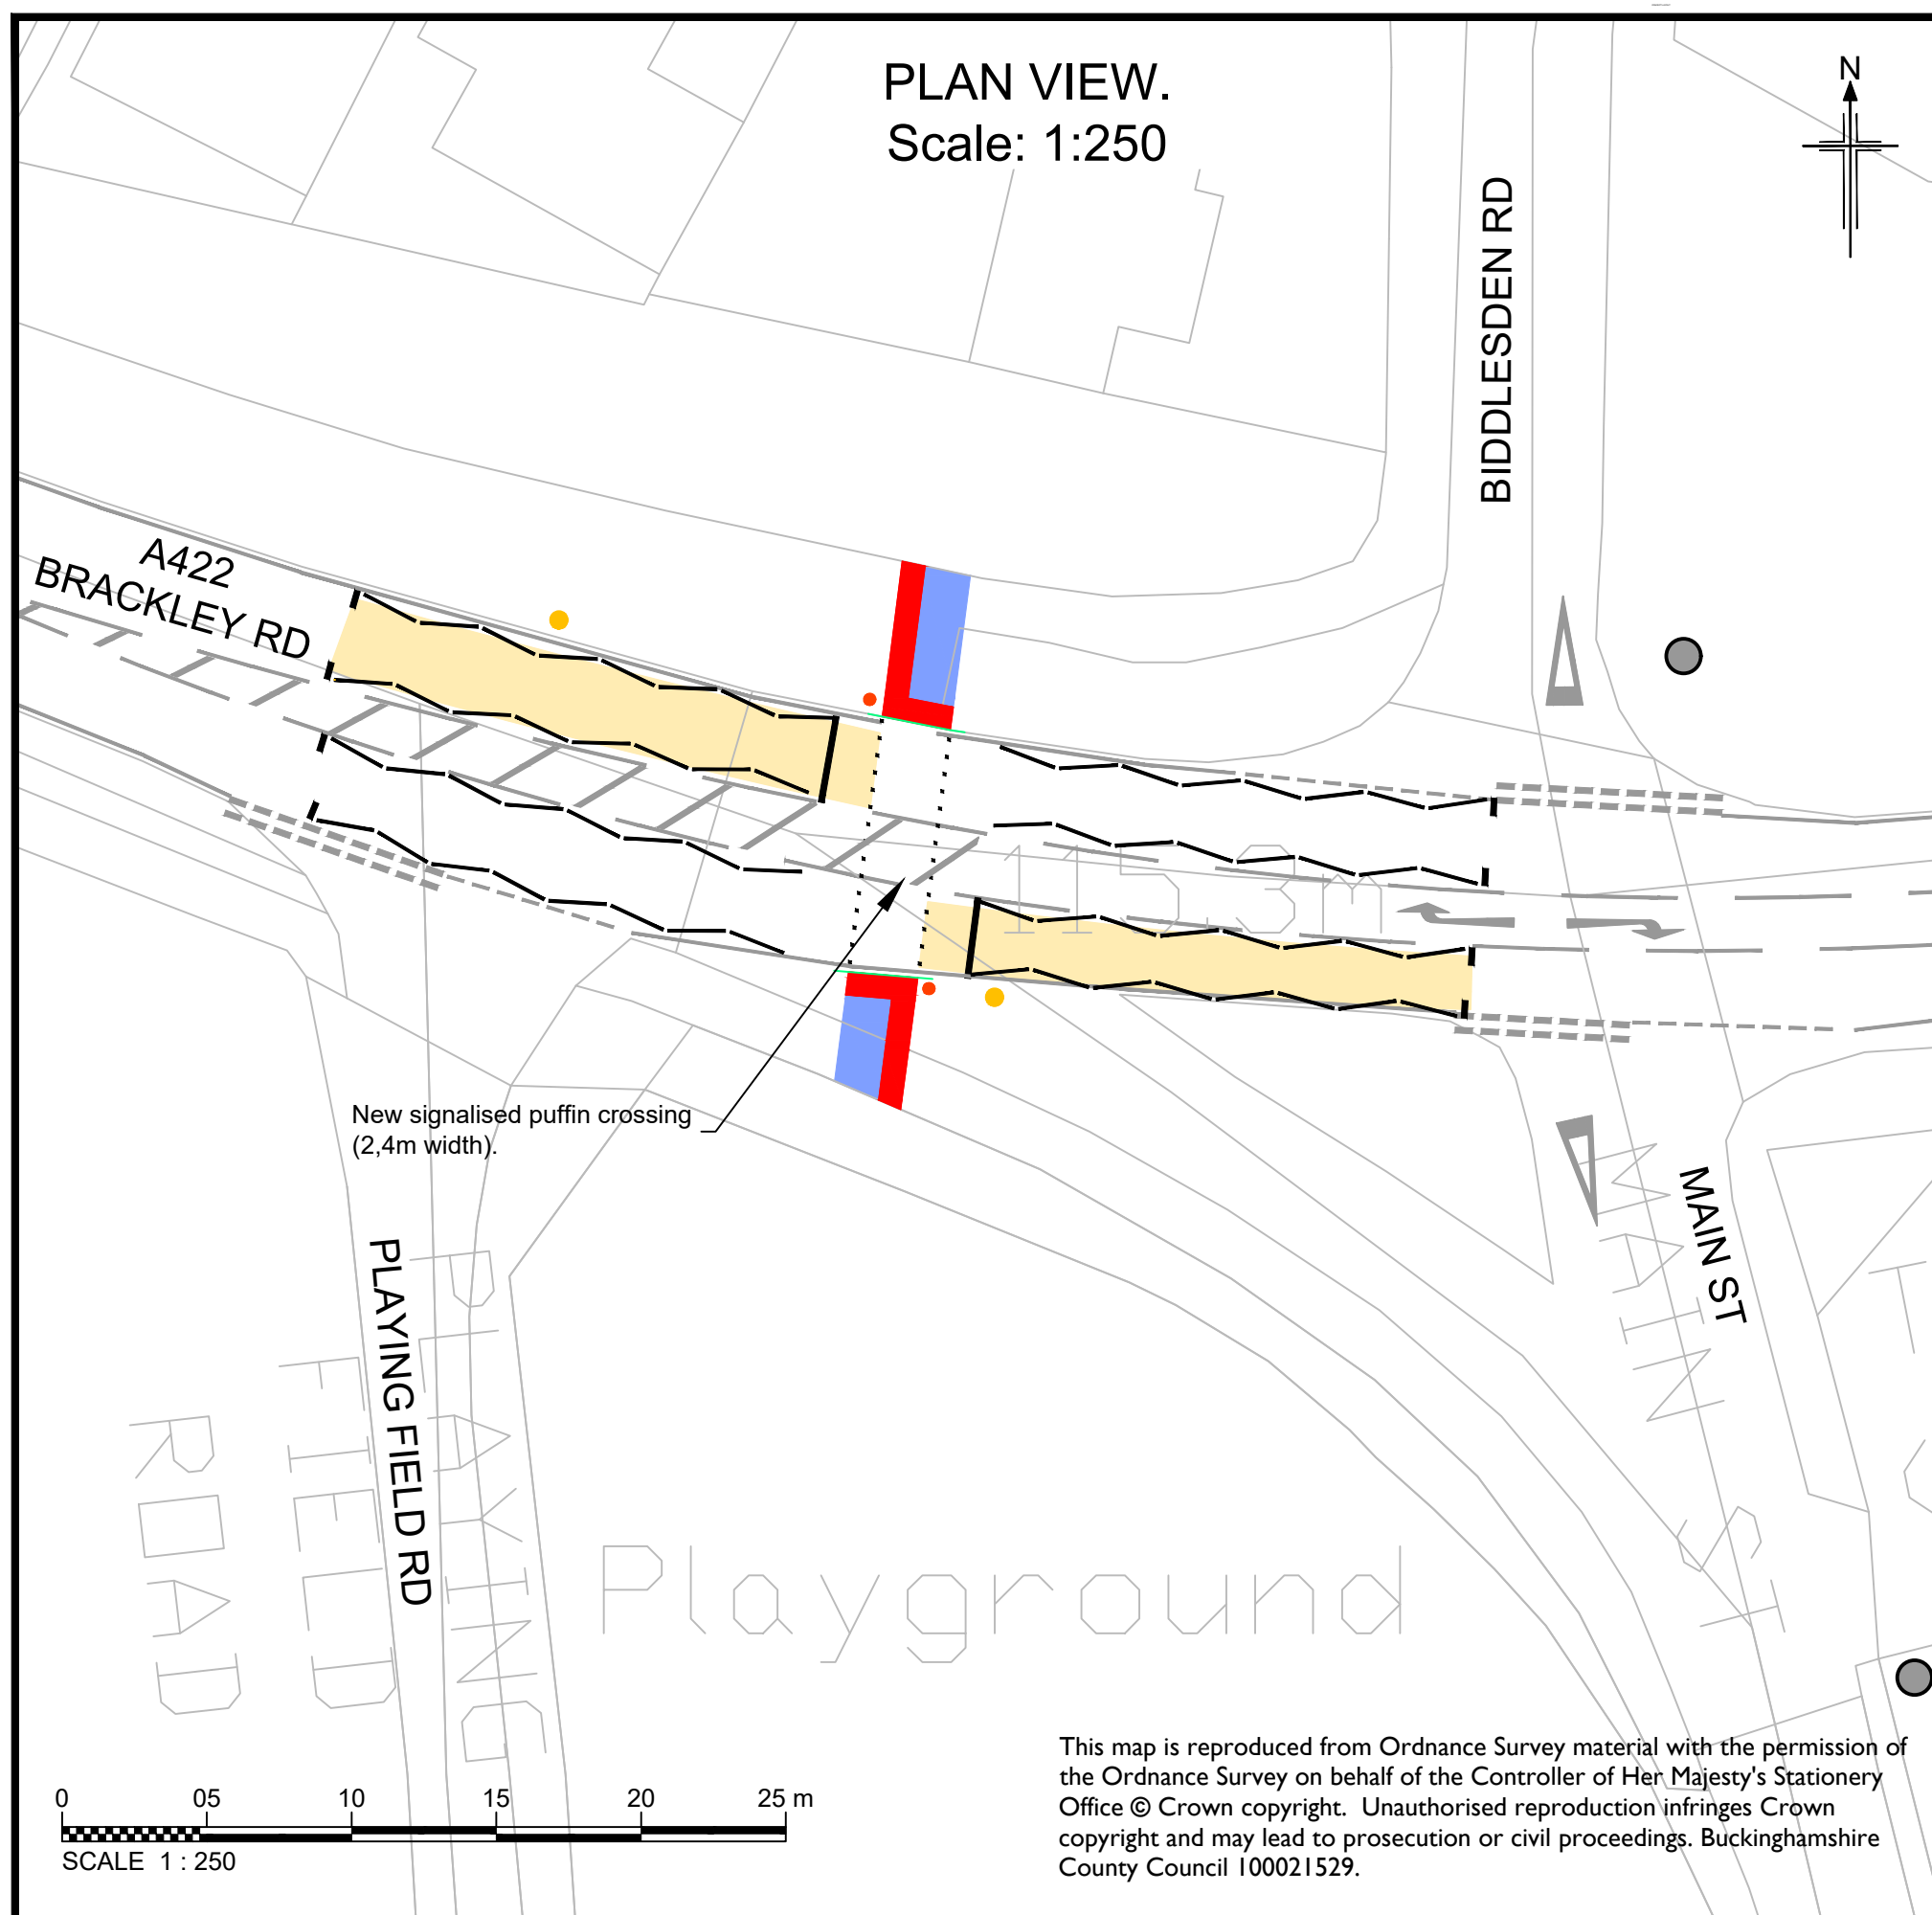 PLAN VIEW.
Scale: 1:250
N
BIDDLESDEN RD
A422
BRACKLEY RD
115.3m
New signalised puffin crossing
(2,4m width).
MAIN ST
MAIN ST
PLAYINGFIELD RD
PLAYING
FIELD
ROAD
Playground
0 05 10 15 20 25 m
SCALE 1 : 250
This map is reproduced from Ordnance Survey material with the permission of
the Ordnance Survey on behalf of the Controller of Her Majesty's Stationery
Office © Crown copyright. Unauthorised reproduction infringes Crown
copyright and may lead to prosecution or civil proceedings. Buckinghamshire
County Council 100021529.